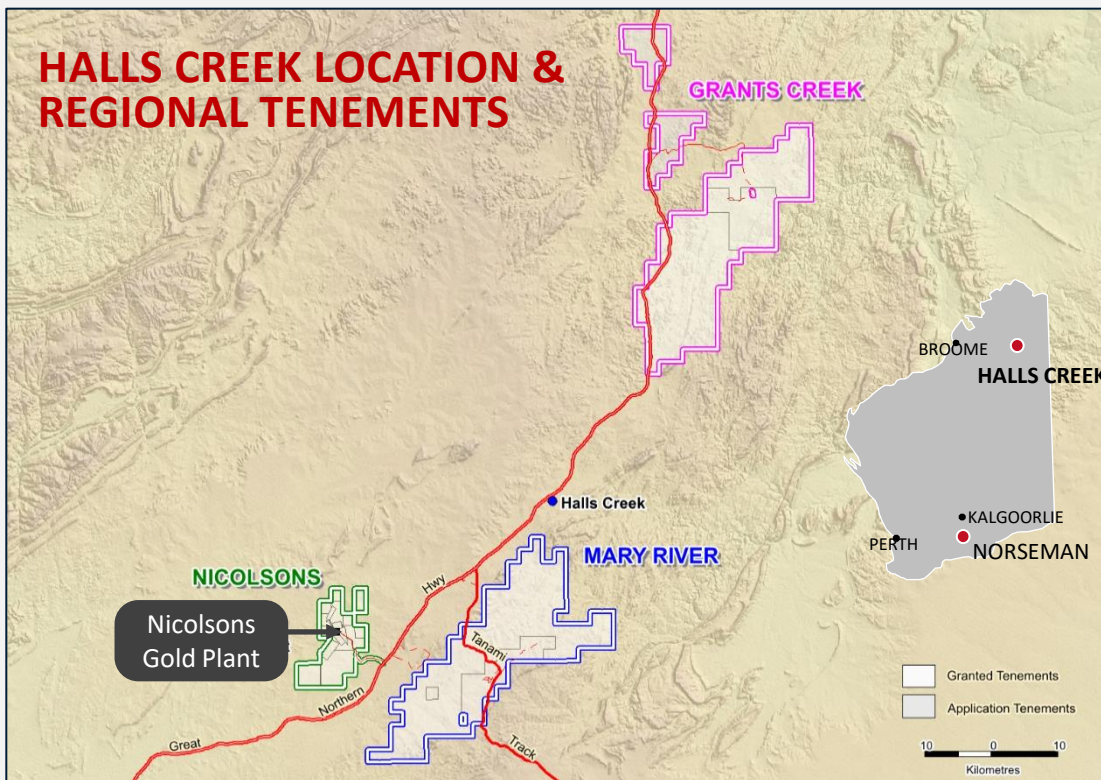 HALLS CREEK LOCATION &
REGIONAL TENEMENTS
GRANTS CREEK
BROOME
HALLS CREEK
Halls Creek
KALGOORLIE
PERTH
NORSEMAN
MARY RIVER
NICOLSONS
Hwy
Nicolsons
Gold Plant
Tanami
Northern
Great
Track
Granted Tenements
Application Tenements
10 0 10
Kilometres